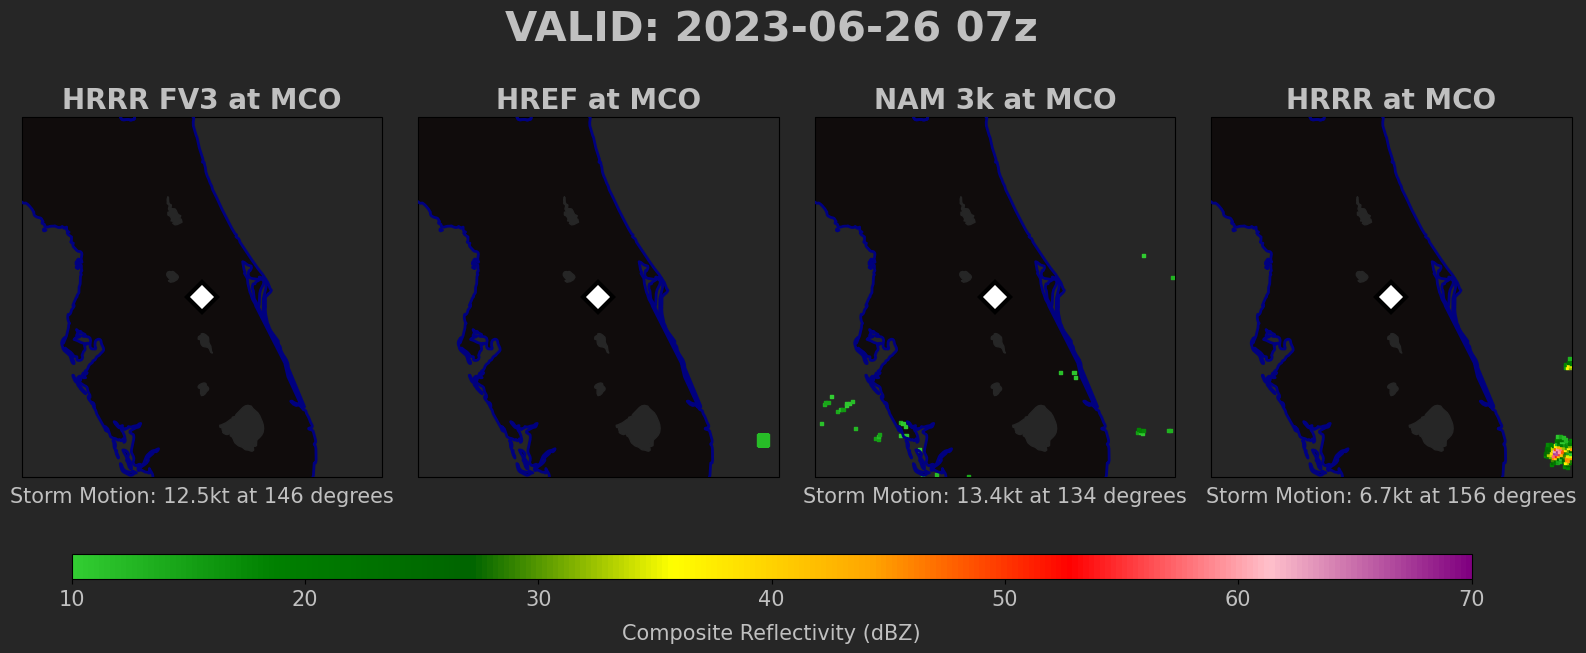 VALID: 2023-06-26 07z
HRRR FV3 at MCO
HREF at MCO
NAM 3k at MCO
HRRR at MCO
Storm Motion: 12.5kt at 146 degrees
Storm Motion: 13.4kt at 134 degrees
Storm Motion: 6.7kt at 156 degrees
10 20 30 40 50 60 70
Composite Reflectivity (dBZ)